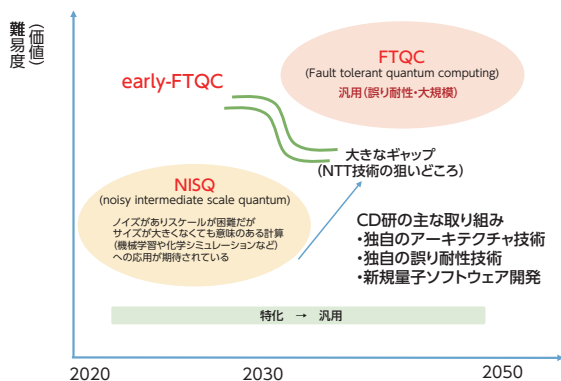 難易度
(価値)
FTQC
(Fault tolerant quantum computing)
汎用(誤り耐性・大規模)
early-FTQC
大きなギャップ
(NTT技術の狙いどころ)
NISQ
(noisy intermediate scale quantum)
ノイズがありスケールが困難だが
サイズが大きくなくても意味のある計算
(機械学習や化学シミュレーションなど)
への応用が期待されている
CD研の主な取り組み
・独自のアーキテクチャ技術
・独自の誤り耐性技術
・新規量子ソフトウェア開発
特化 → 汎用
2020
2030
2050